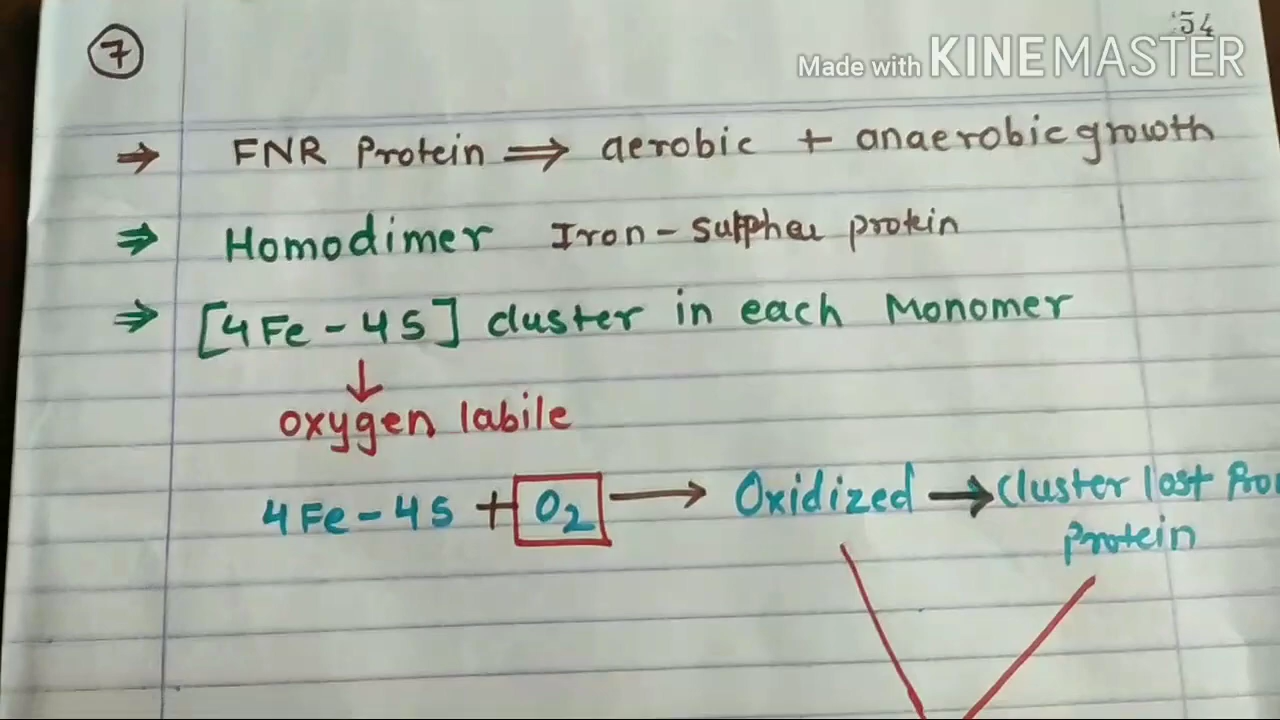 54
7
Made with KINEMASTER
⇒ FNR Protein ⇒ aerobic + anaerobic growth
⇒ Homodimer Iron-sulpher protein
⇒ [4Fe-4S] cluster in each Monomer
↓
oxygen labile
4Fe-4S + O2 → Oxidized → Cluster lost
protein